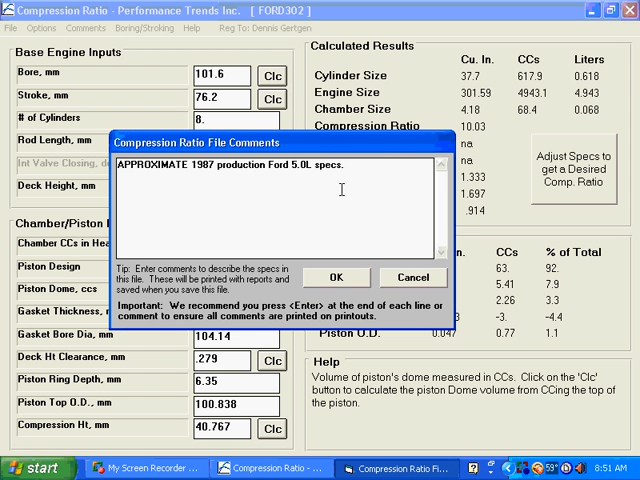 Compression Ratio - Performance Trends Inc. [ FORD302 ]
File Options Comments Boring/Stroking Help Reg To: Dennis Gertgen
Base Engine Inputs
Bore, mm 101.6 Clc
Stroke, mm 76.2 Clc
# of Cylinders 8.
Rod Length,
Int Valve Closing,
Deck Height,
Calculated Results
Cu. In. CCs Liters
Cylinder Size 37.7 617.9 0.618
Engine Size 301.59 4943.1 4.943
Chamber Size 4.18 68.4 0.068
Compression Ratio 10.03
na
na
1.333
1.697
.914
Adjust Specs to
get a Desired
Comp. Ratio
Compression Ratio File Comments
APPROXIMATE 1987 production Ford 5.0L specs.
Tip: Enter comments to describe the specs in
this file. These will be printed with reports and
saved when you save this file.
OK Cancel
Important: We recommend you press <Enter> at the end of each line or
comment to ensure all comments are printed on printouts.
Chamber/Piston
Chamber CCs in
Piston Design
Piston Dome, ccs
Gasket Thickness,
Gasket Bore Dia, mm 104.14
Deck Ht Clearance, mm .279 Clc
Piston Ring Depth, mm 6.35
Piston Top O.D., mm 100.838
Compression Ht, mm 40.767 Clc
CCs % of Total
63. 92.
5.41 7.9
2.26 3.3
-3. -4.4
Piston O.D. 0.047 0.77 1.1
Help
Volume of piston's dome measured in CCs. Click on the 'Clc'
button to calculate the piston Dome volume from CCing the top of
the piston.
start My Screen Recorder ... Compression Ratio - ... Compression Ratio Fi... 59° 8:51 AM